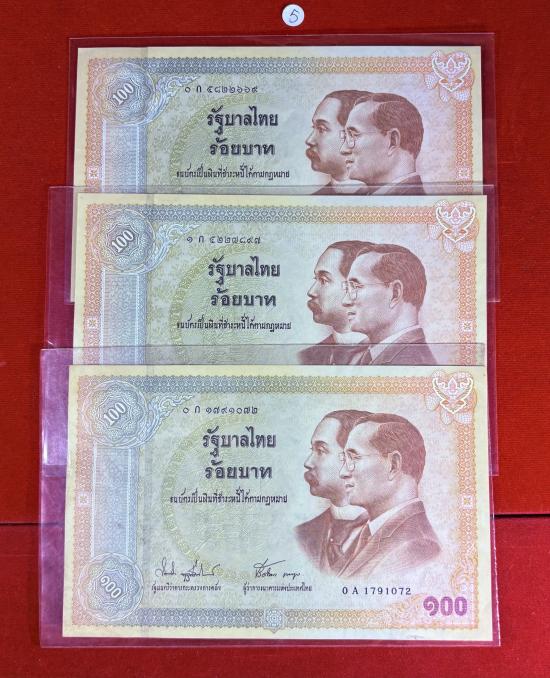 5
100
๐ ก ๕๘๒๒๖๖๙
รัฐบาลไทย
ร้อยบาท
ธนบัตรเป็นเงินที่ชำระหนี้ได้ตามกฎหมาย
100
๑ ก ๕๒๒๗๘๙๗
รัฐบาลไทย
ร้อยบาท
ธนบัตรเป็นเงินที่ชำระหนี้ได้ตามกฎหมาย
100
๐ ก ๑๗๙๑๐๗๒
รัฐบาลไทย
ร้อยบาท
ธนบัตรเป็นเงินที่ชำระหนี้ได้ตามกฎหมาย
รัฐมนตรีว่าการกระทรวงการคลัง ผู้ว่าการธนาคารแห่งประเทศไทย
0 A 1791072
๑๐๐ ๑๐๐